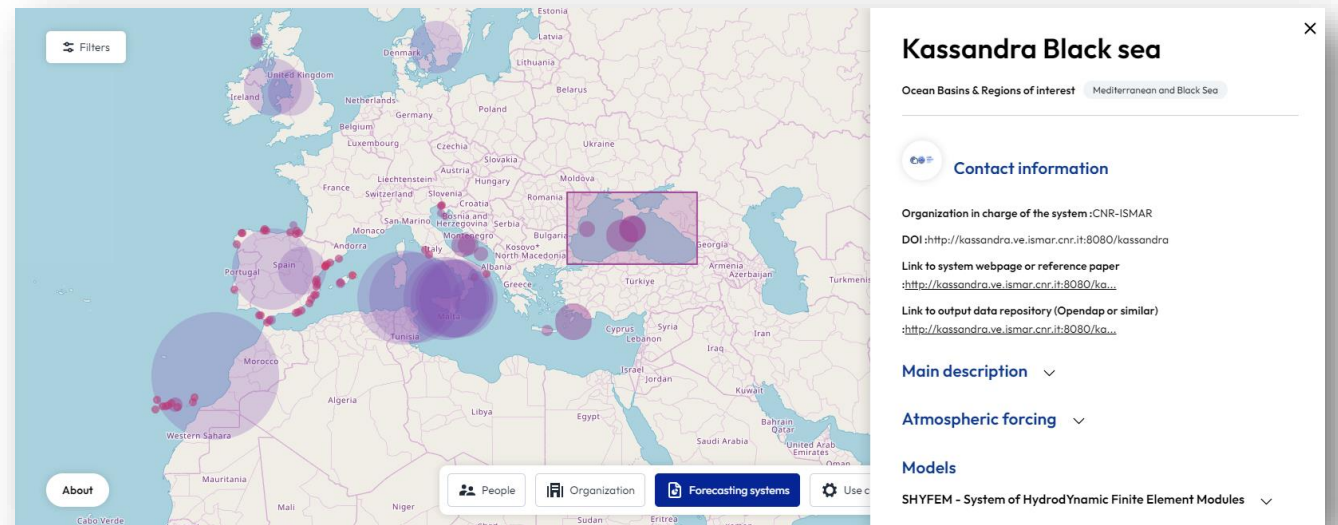 Filters
Estonia
Latvia
Denmark
Lithuania
United Kingdom
Ireland
Belarus
Netherlands
Poland
Germany
Belgium
Luxembourg
Czechia
Ukraine
Slovakia
Austria
Liechtenstein
Hungary
Moldova
France
Switzerland
Slovenia
Croatia
Romania
San Marino
Bosnia and
Herzegovina
Serbia
Monaco
Montenegro
Bulgaria
Andorra
Italy
Kosovo*
North Macedonia
Georgia
Albania
Portugal
Spain
Armenia
Azerbaijan
Greece
Türkiye
Turkmenis
Malta
Tunisia
Cyprus
Syria
Lebanon
Iran
Iraq
Morocco
Israel
Jordan
Kuwait
Algeria
Libya
Egypt
Bahrain
Qatar
Western Sahara
Saudi Arabia
United Arab
Emirates
Oman
Mauritania
Mali
Niger
Sudan
Eritrea
Cabo Verde
About
People
Organization
Forecasting systems
Use c
Kassandra Black sea
Ocean Basins & Regions of interest Mediterranean and Black Sea
Contact information
Organization in charge of the system :CNR-ISMAR
DOI :http://kassandra.ve.ismar.cnr.it:8080/kassandra
Link to system webpage or reference paper
:http://kassandra.ve.ismar.cnr.it:8080/ka...
Link to output data repository (Opendap or similar)
:http://kassandra.ve.ismar.cnr.it:8080/ka...
Main description
Atmospheric forcing
Models
SHYFEM - System of HydrodYnamic Finite Element Modules